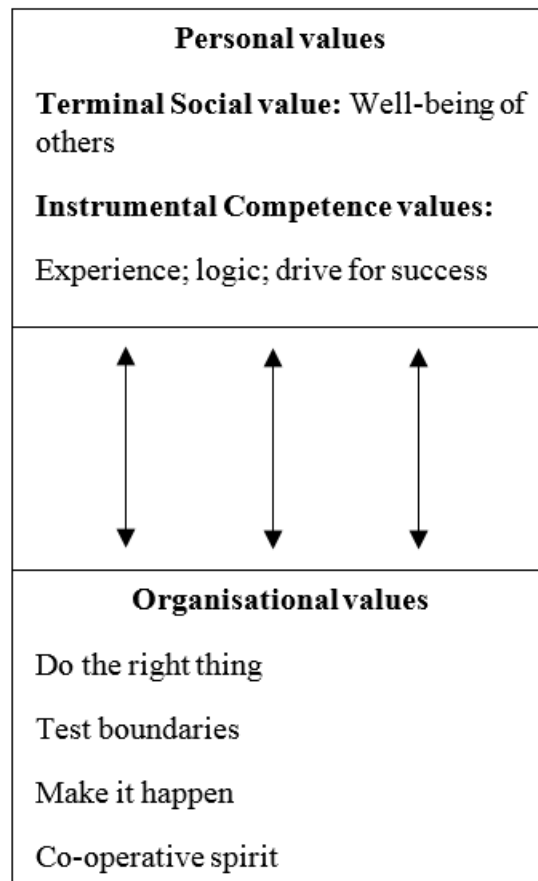 Personal values
Terminal Social value: Well-being of
others
Instrumental Competence values:
Experience; logic; drive for success
Organisational values
Do the right thing
Test boundaries
Make it happen
Co-operative spirit